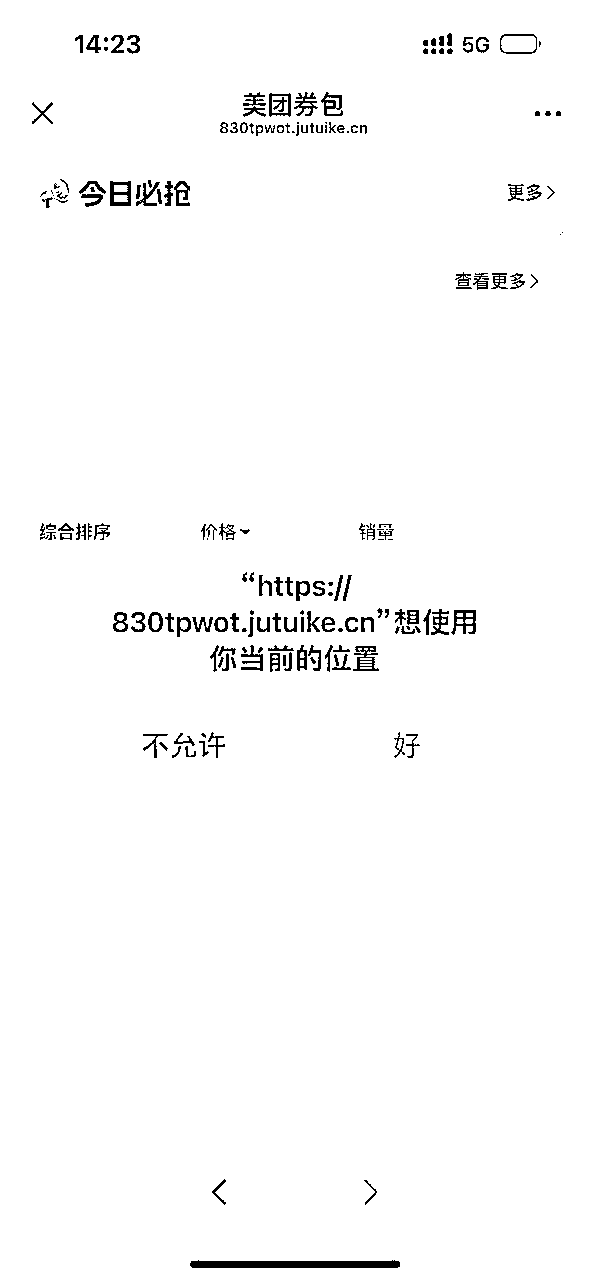 14:23
5G
美团券包
830tpwot.jutuike.cn
今日必抢
更多
查看更多
综合排序 价格 销量
“https://
830tpwot.jutuike.cn”想使用
你当前的位置
不允许 好